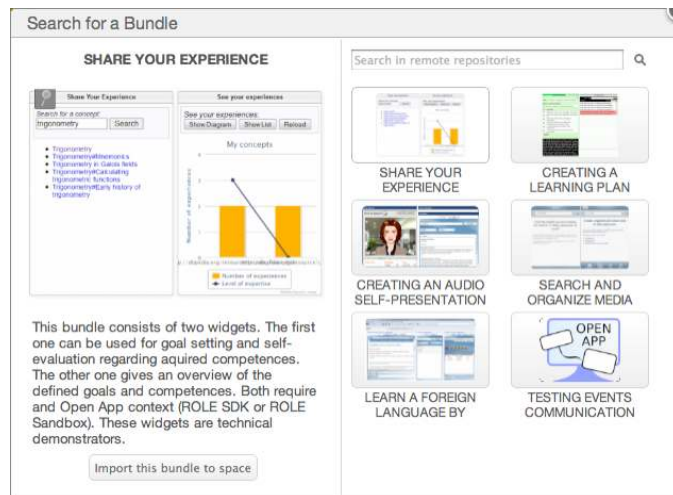 Search for a Bundle
SHARE YOUR EXPERIENCE
Share Your Experience
Search for a concept
trigonometry
Search
Trigonometry
Trigonometry#Mnemonics
Trigonometry in Galois fields
Trigonometry#Calculating
trigonometric functions
Trigonometry#Early history of
trigonometry
See your experiences
See your experiences:
Show Diagram Show List Reload
My concepts
Number of experiences
Number of experiences
Level of expertise
This bundle consists of two widgets. The first
one can be used for goal setting and self-
evaluation regarding aquired competences.
The other one gives an overview of the
defined goals and competences. Both require
and Open App context (ROLE SDK or ROLE
Sandbox). These widgets are technical
demonstrators.
Import this bundle to space
Search in remote repositories
SHARE YOUR
EXPERIENCE
CREATING A
LEARNING PLAN
CREATING AN AUDIO
SELF-PRESENTATION
SEARCH AND
ORGANIZE MEDIA
LEARN A FOREIGN
LANGUAGE BY
OPEN
APP
TESTING EVENTS
COMMUNICATION